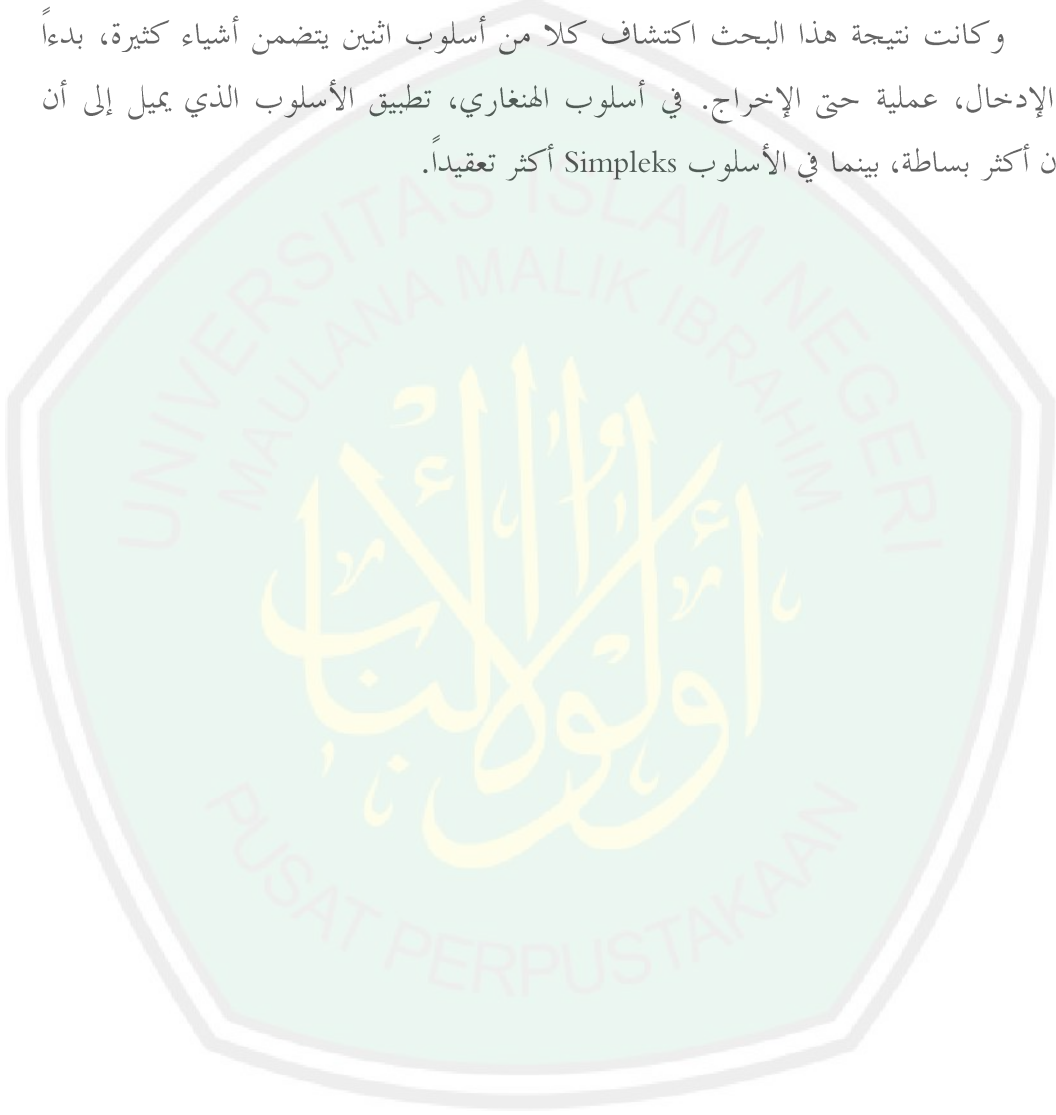 وكانت نتيجة هذا البحث اكتشاف كلا من أسلوب اثنين يتضمن أشياء كثيرة، بدءاً
الإدخال، عملية حتى الإخراج. في أسلوب الهنغاري، تطبيق الأسلوب الذي يميل إلى أن
ن أكثر بساطة، بينما في الأسلوب Simpleks أكثر تعقيداً.
UNIVERSITAS ISLAM NEGERI
MAULANA MALIK IBRAHIM
PUSAT PERPUSTAKAAN